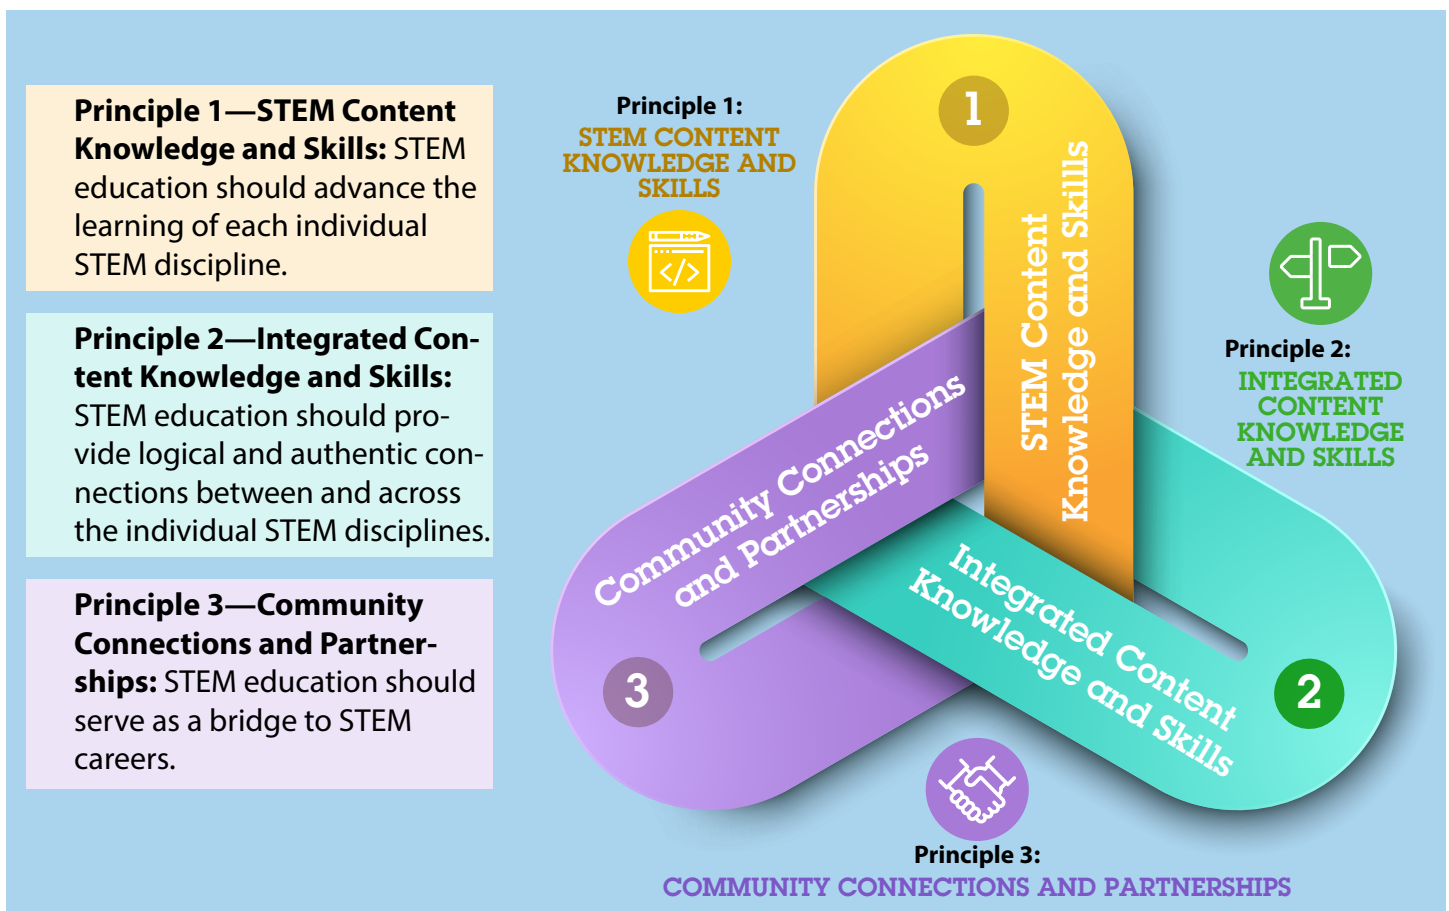 Principle 1—STEM Content
Knowledge and Skills: STEM
education should advance the
learning of each individual
STEM discipline.
Principle 2—Integrated Con-
tent Knowledge and Skills:
STEM education should pro-
vide logical and authentic con-
nections between and across
the individual STEM disciplines.
Principle 3—Community
Connections and Partner-
ships: STEM education should
serve as a bridge to STEM
careers.
Principle 1:
STEM CONTENT
KNOWLEDGE AND
SKILLS
</>
1
STEM Content
Knowledge and Skills
Principle 2:
INTEGRATED
CONTENT
KNOWLEDGE
AND SKILLS
Community Connections
and Partnerships
3
Integrated Content
Knowledge and Skills
2
Principle 3:
COMMUNITY CONNECTIONS AND PARTNERSHIPS